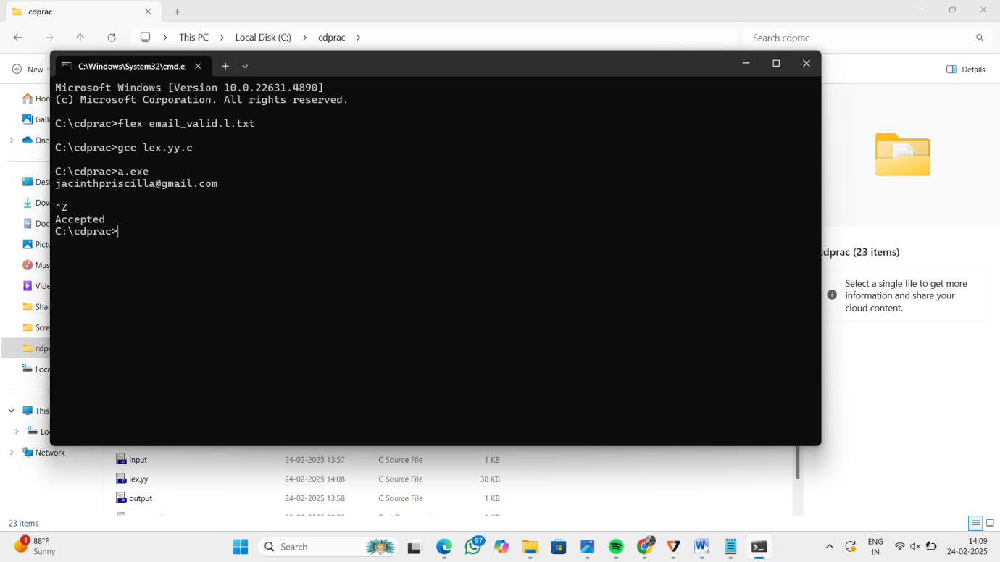 cdprac
This PC
Local Disk (C:)
cdprac
Search cdprac
New
Details
C:\Windows\System32\cmd.e
Microsoft Windows [Version 10.0.22631.4890]
(c) Microsoft Corporation. All rights reserved.
C:\cdprac>flex email_valid.l.txt
C:\cdprac>gcc lex.yy.c
C:\cdprac>a.exe
jacinthpriscilla@gmail.com
^Z
Accepted
C:\cdprac>
Hom
Galle
One
Desk
Dow
Doc
Pictu
Mus
Vide
Shar
Scre
cdpr
Loca
This
Lo
Network
cdprac (23 items)
Select a single file to get more
information and share your
cloud content.
input 24-02-2025 13:57 C Source File 1 KB
lex.yy 24-02-2025 14:08 C Source File 38 KB
output 24-02-2025 13:58 C Source File 1 KB
23 items
1
88°F
Sunny
Search
97
W
ENG
IN
14:09
24-02-2025